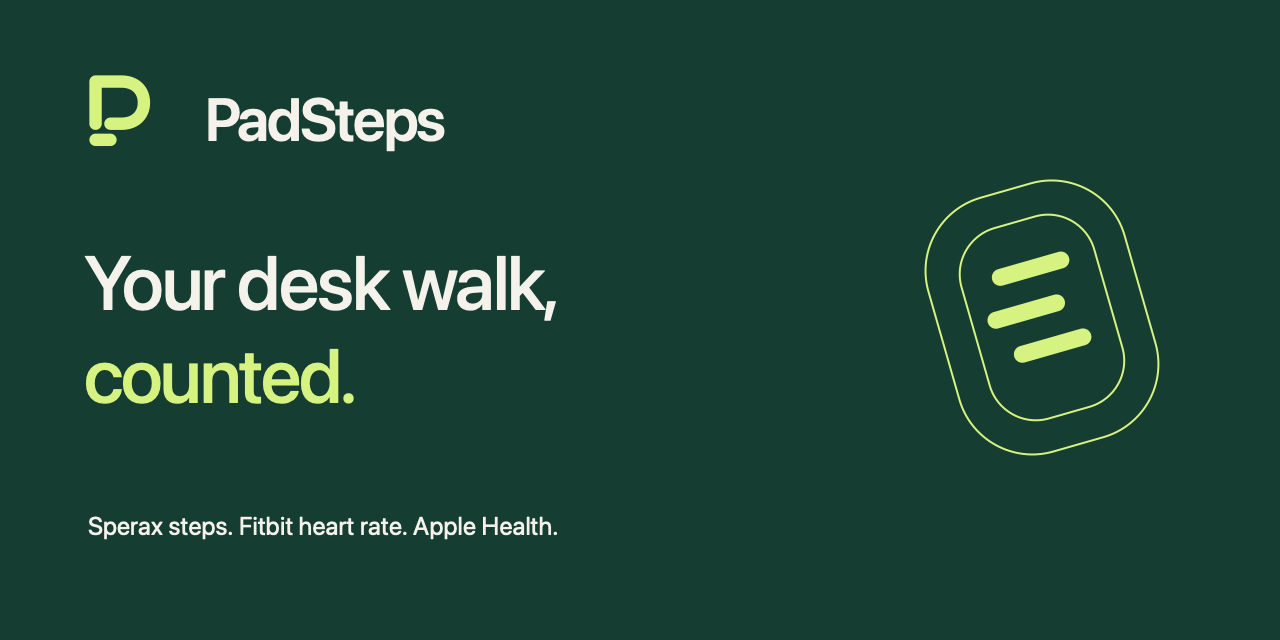 PadSteps
Your desk walk,
counted.
Sperax steps. Fitbit heart rate. Apple Health.